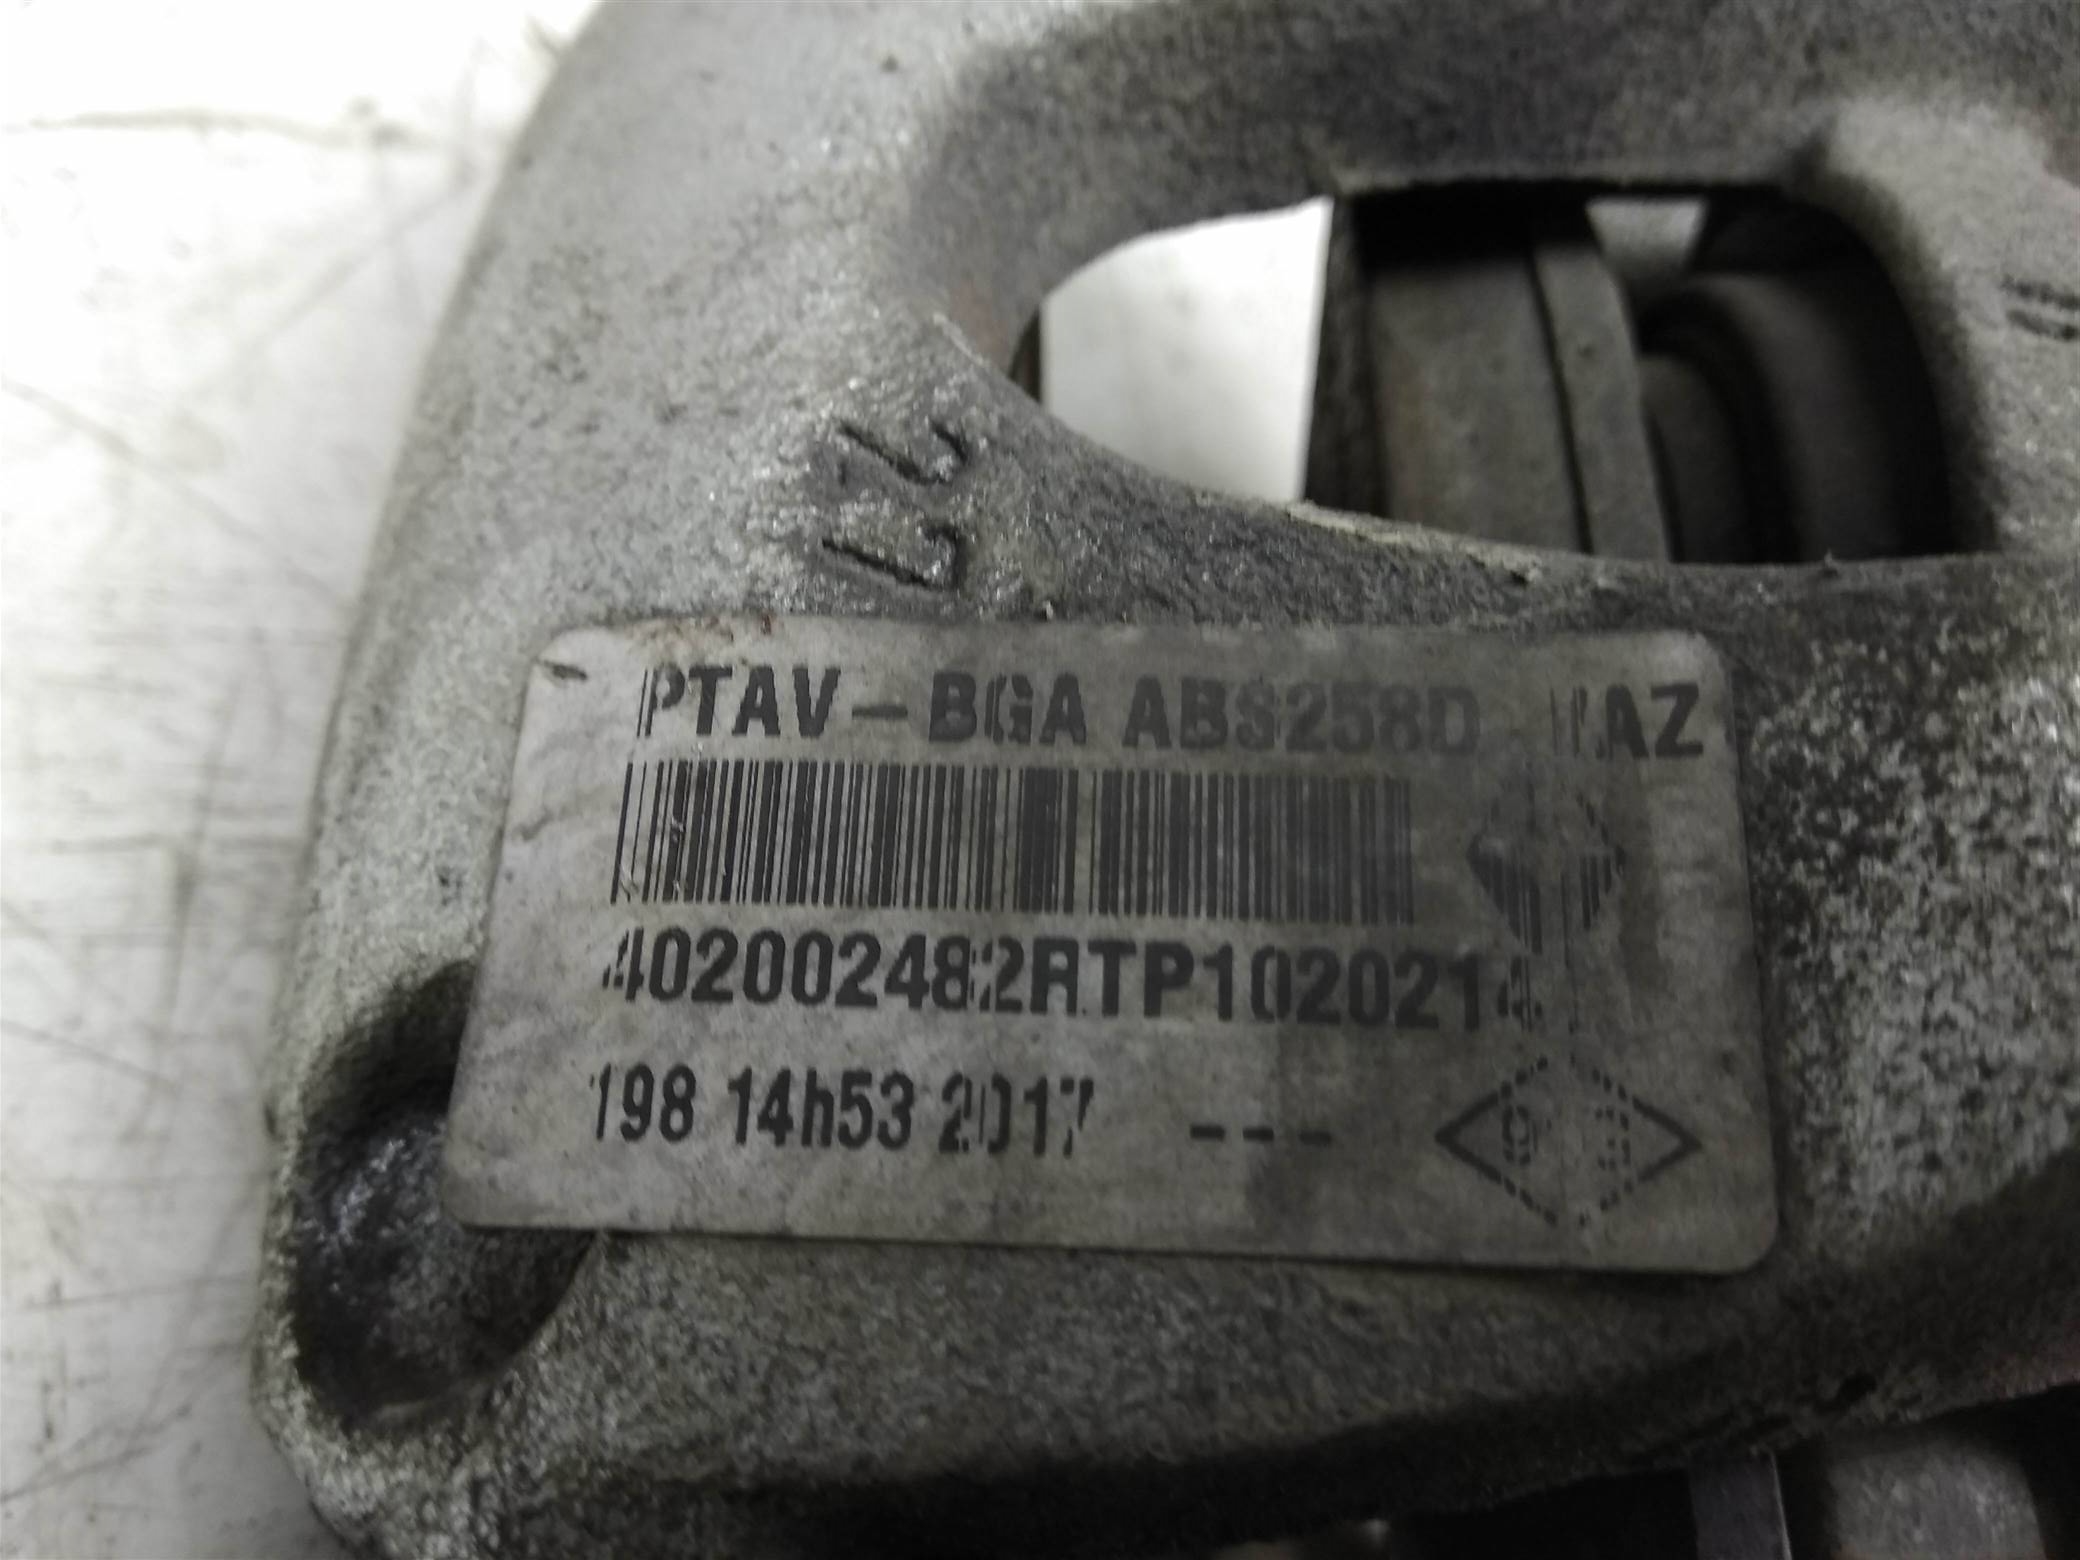 PTAV-BGA ABS258D
402002482RTP1020214
198 14h53 2017 ---